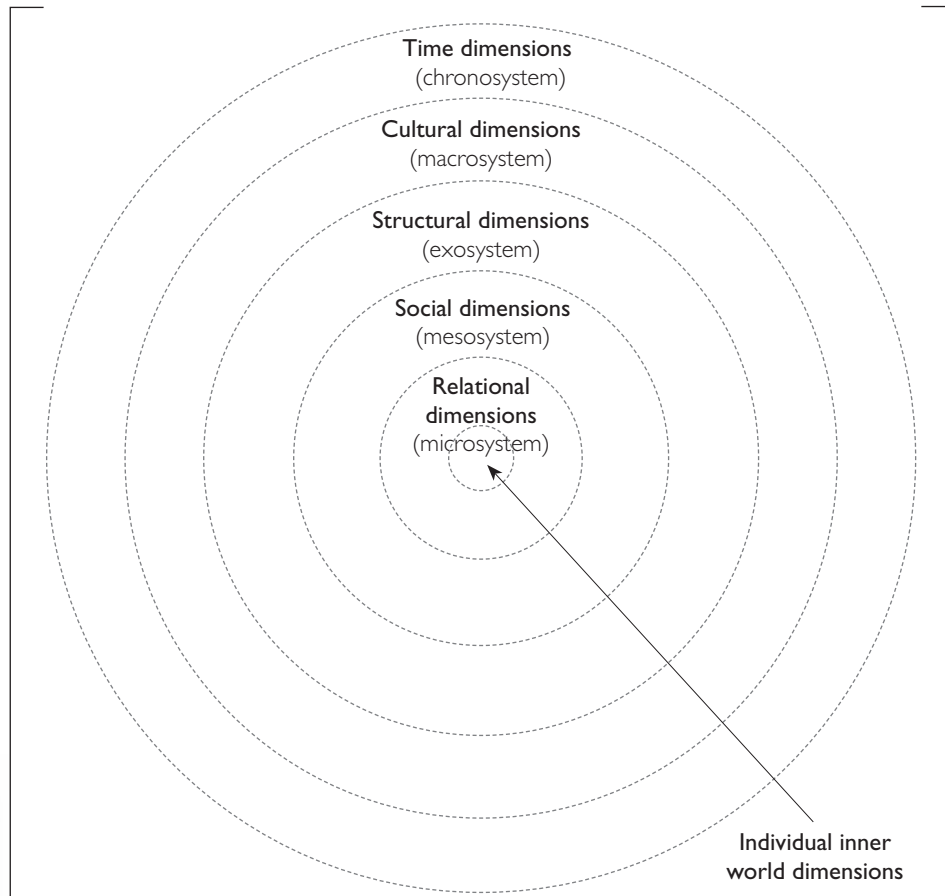 Time dimensions
(chronosystem)
Cultural dimensions
(macrosystem)
Structural dimensions
(exosystem)
Social dimensions
(mesosystem)
Relational
dimensions
(microsystem)
Individual inner
world dimensions